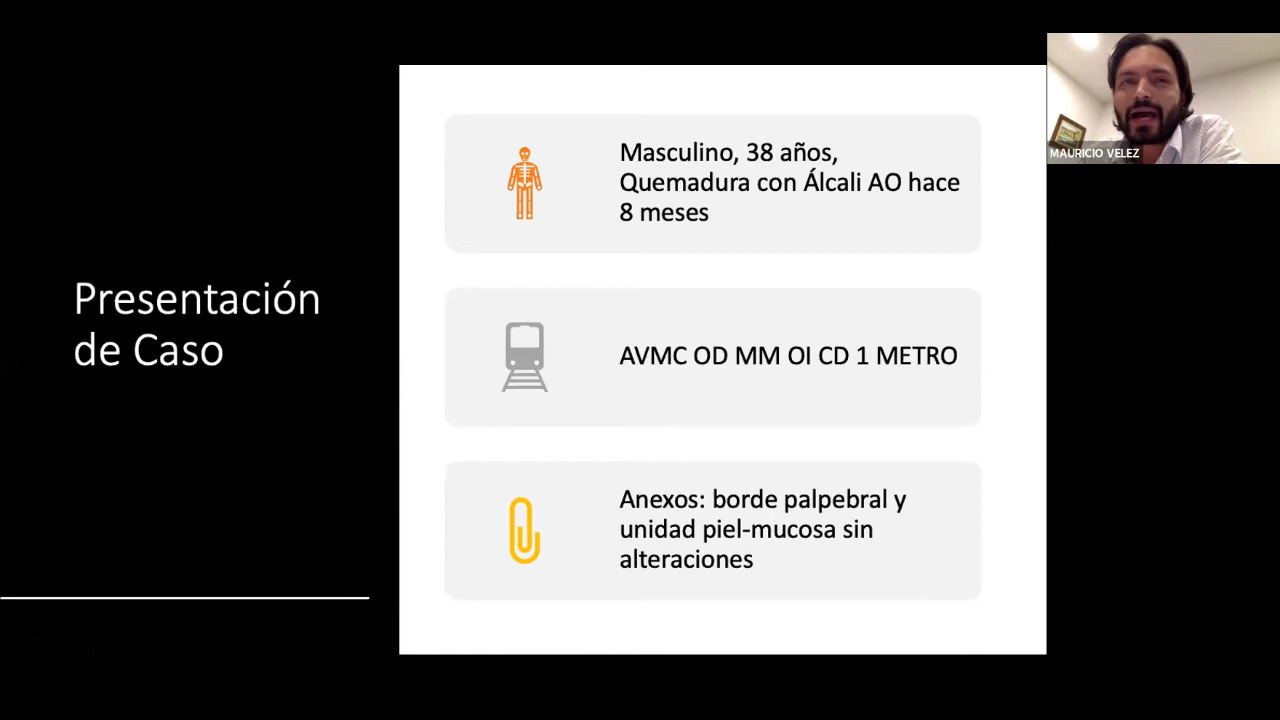 Presentación
de Caso
Masculino, 38 años,
Quemadura con Álcali AO hace
8 meses
AVMC OD MM OI CD 1 METRO
Anexos: borde palpebral y
unidad piel-mucosa sin
alteraciones
MAURICIO VELEZ